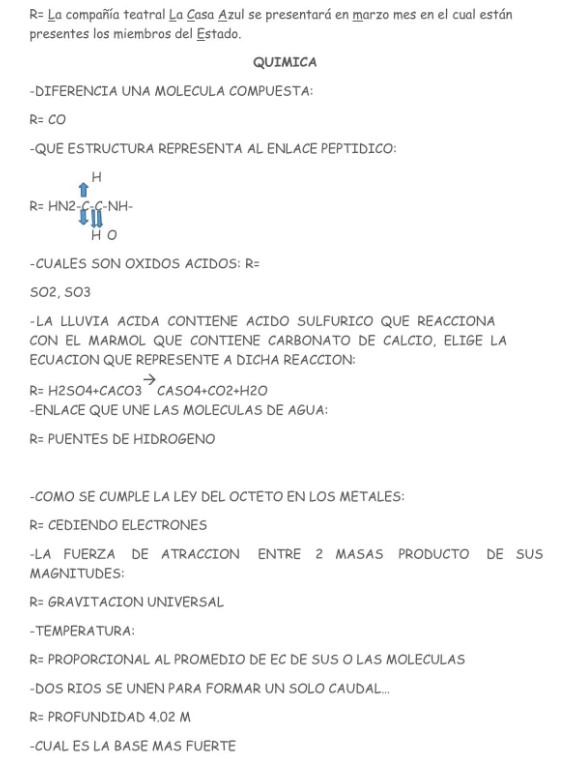 R= La compañía teatral La Casa Azul se presentará en marzo mes en el cual están
presentes los miembros del Estado.
QUIMICA
-DIFERENCIA UNA MOLECULA COMPUESTA:
R= CO
-QUE ESTRUCTURA REPRESENTA AL ENLACE PEPTIDICO:
H
R= HN2-C-C-NH-
H O
-CUALES SON OXIDOS ACIDOS: R=
SO2, SO3
-LA LLUVIA ACIDA CONTIENE ACIDO SULFURICO QUE REACCIONA
CON EL MARMOL QUE CONTIENE CARBONATO DE CALCIO, ELIGE LA
ECUACION QUE REPRESENTE A DICHA REACCION:
R= H2SO4+CACO3 → CASO4+CO2+H2O
-ENLACE QUE UNE LAS MOLECULAS DE AGUA:
R= PUENTES DE HIDROGENO
-COMO SE CUMPLE LA LEY DEL OCTETO EN LOS METALES:
R= CEDIENDO ELECTRONES
-LA FUERZA DE ATRACCION ENTRE 2 MASAS PRODUCTO DE SUS
MAGNITUDES:
R= GRAVITACION UNIVERSAL
-TEMPERATURA:
R= PROPORCIONAL AL PROMEDIO DE EC DE SUS O LAS MOLECULAS
-DOS RIOS SE UNEN PARA FORMAR UN SOLO CAUDAL...
R= PROFUNDIDAD 4.02 M
-CUAL ES LA BASE MAS FUERTE